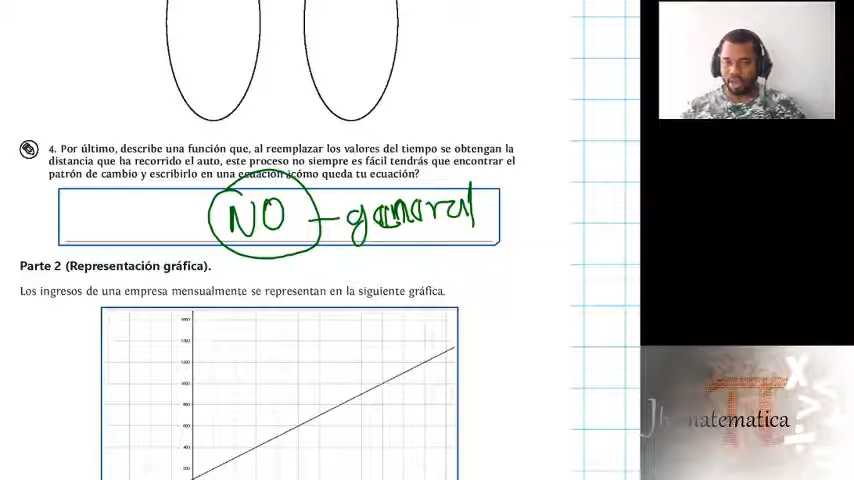 4. Por último, describe una función que, al reemplazar los valores del tiempo se obtengan la
distancia que ha recorrido el auto, este proceso no siempre es fácil tendrás que encontrar el
patrón de cambio y escribirlo en una ecuación ¿cómo queda tu ecuación?
NO - general
Parte 2 (Representación gráfica).
Los ingresos de una empresa mensualmente se representan en la siguiente gráfica.